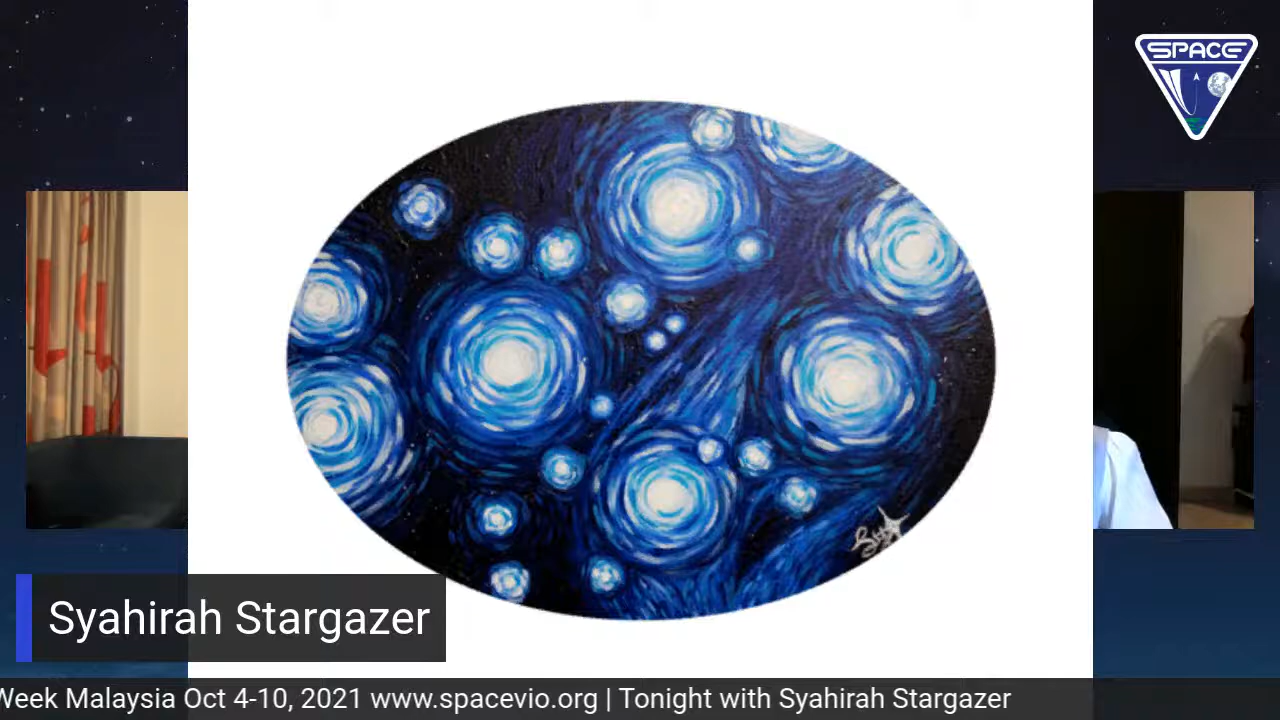 SPACE
Syahirah Stargazer
Week Malaysia Oct 4-10, 2021 www.spacevio.org | Tonight with Syahirah Stargazer